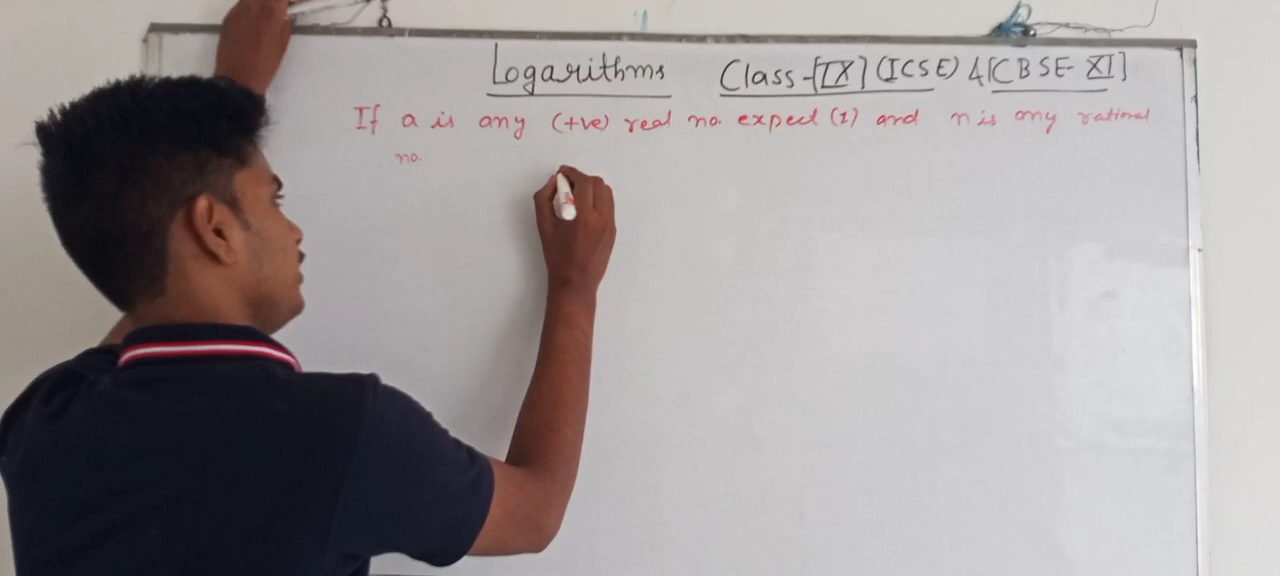 Logarithms Class-[IX] (ICSE) & [CBSE-XI]
If a is any (+ve) real no. expect (1) and n is any rational
no.